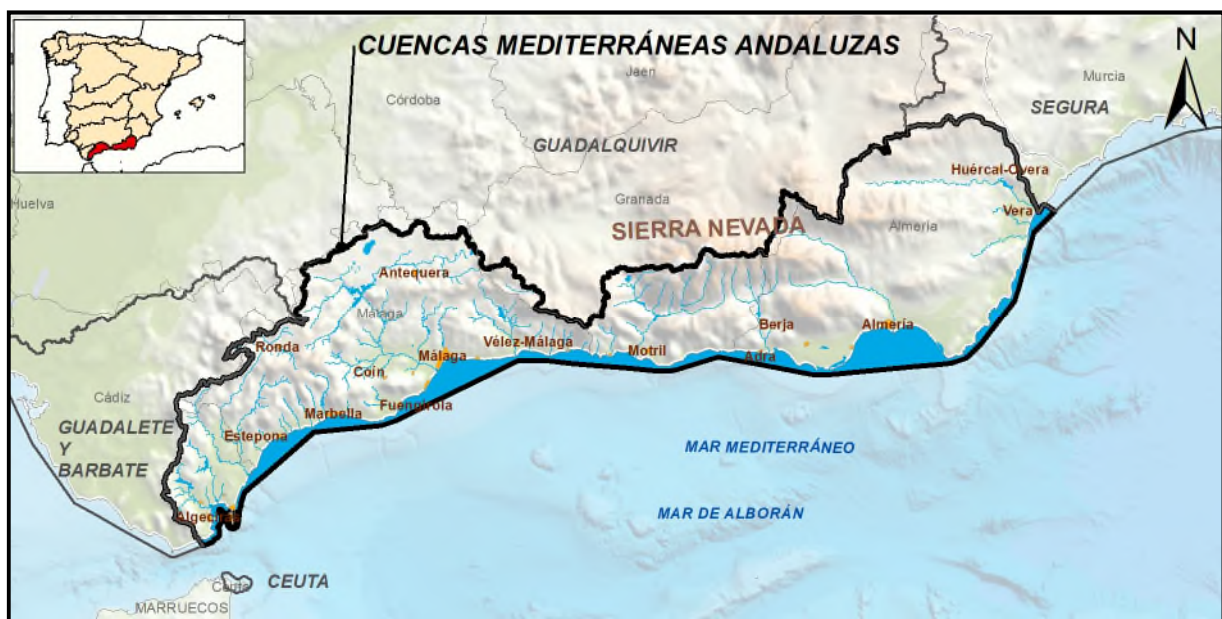 CUENCAS MEDITERRÁNEAS ANDALUZAS
N
Jaén
Murcia
Córdoba
SEGURA
GUADALQUIVIR
Huércal-Overa
Huelva
Granada
Vera
SIERRA NEVADA
Almería
Antequera
Málaga
Berja
Almería
Vélez-Málaga
Ronda
Málaga
Motril
Adra
Coín
Cádiz
Fuengirola
Marbella
GUADALETE
Y
BARBATE
Estepona
MAR MEDITERRÁNEO
Algeciras
MAR DE ALBORÁN
Ceuta
CEUTA
MARRUECOS